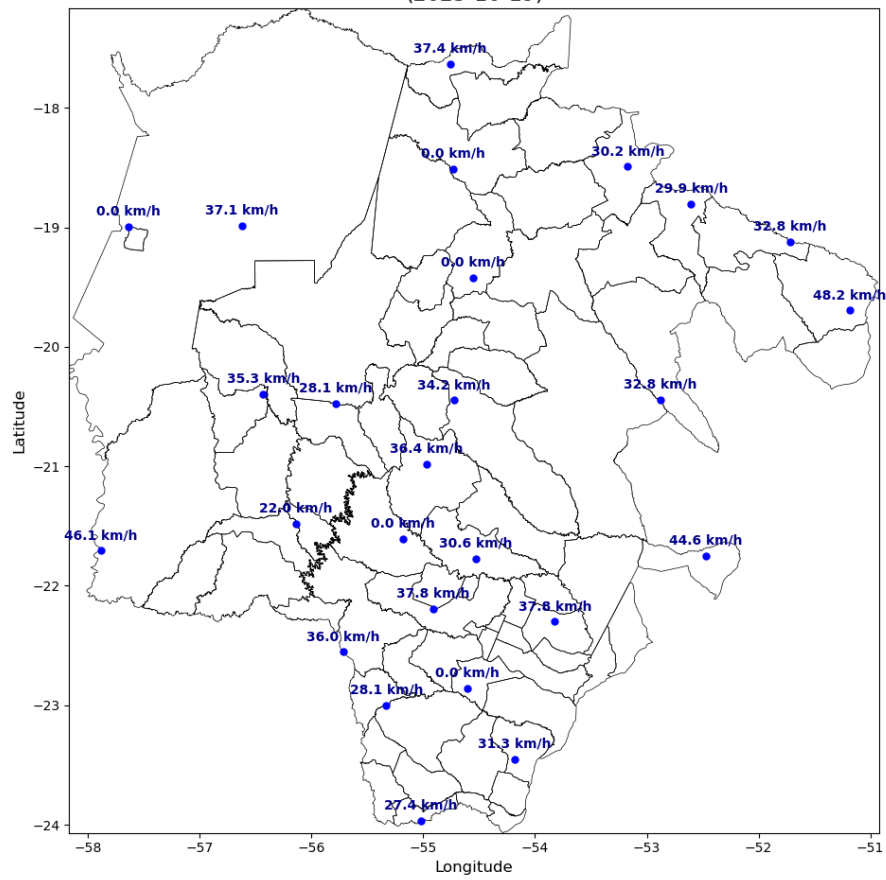 37.4 km/h
−18
0.0 km/h
30.2 km/h
29.9 km/h
0.0 km/h
37.1 km/h
32.8 km/h
−19
0.0 km/h
48.2 km/h
−20
35.3 km/h
28.1 km/h
34.2 km/h
32.8 km/h
36.4 km/h
−21
22.0 km/h
0.0 km/h
46.1 km/h
30.6 km/h
44.6 km/h
−22
37.8 km/h
37.8 km/h
36.0 km/h
0.0 km/h
28.1 km/h
−23
31.3 km/h
27.4 km/h
−24
Latitude
−58 −57 −56 −55 −54 −53 −52 −51
Longitude